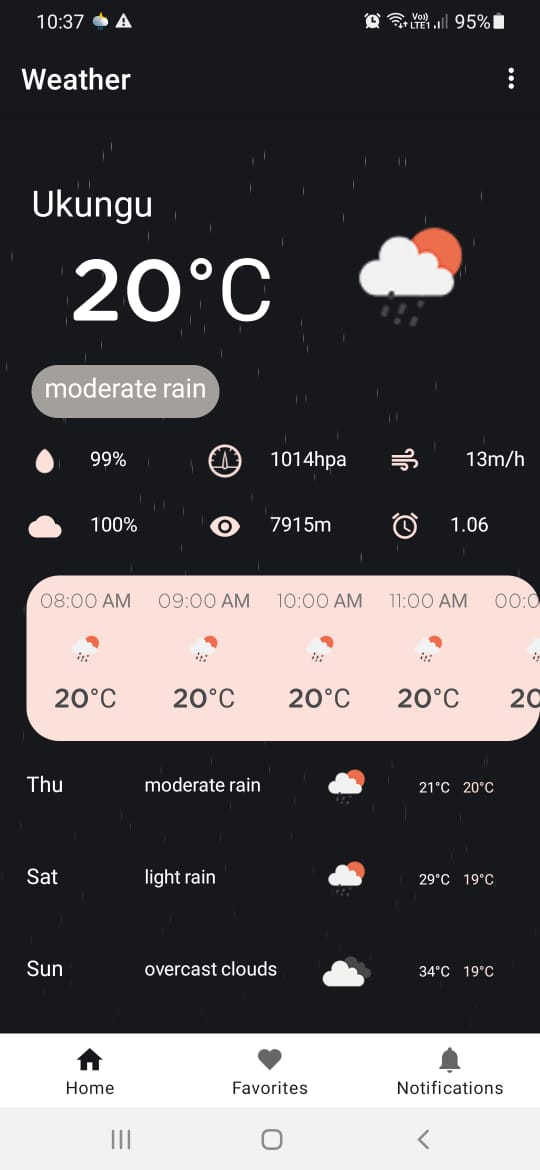 10:37 Vo)) LTE1 95%
Weather
Ukungu
20°C
moderate rain
99% 1014hpa 13m/h
100% 7915m 1.06
08:00 AM 09:00 AM 10:00 AM 11:00 AM 00:0
20°C 20°C 20°C 20°C 20
Thu moderate rain 21°C 20°C
Sat light rain 29°C 19°C
Sun overcast clouds 34°C 19°C
Home Favorites Notifications